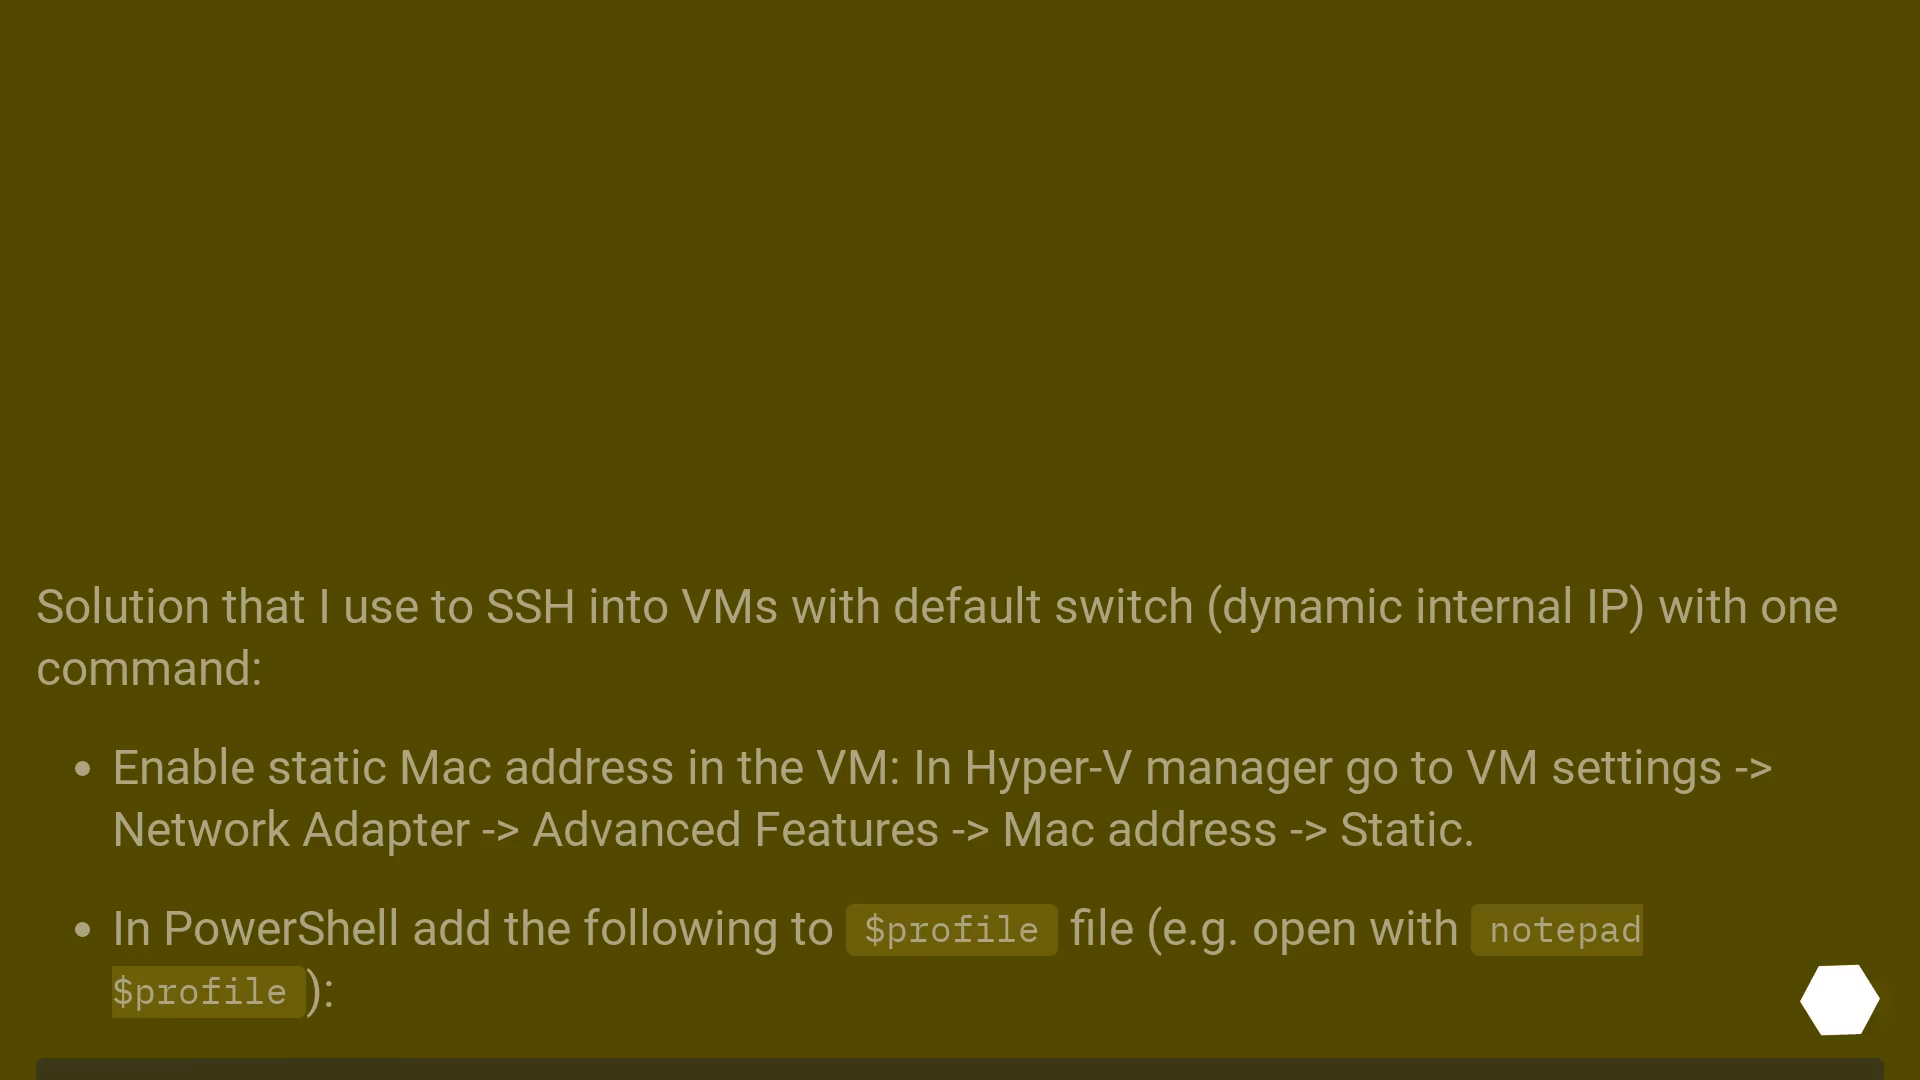 Solution that I use to SSH into VMs with default switch (dynamic internal IP) with one
command:
Enable static Mac address in the VM: In Hyper-V manager go to VM settings ->
Network Adapter -> Advanced Features -> Mac address -> Static.
In PowerShell add the following to $profile file (e.g. open with notepad
$profile ):